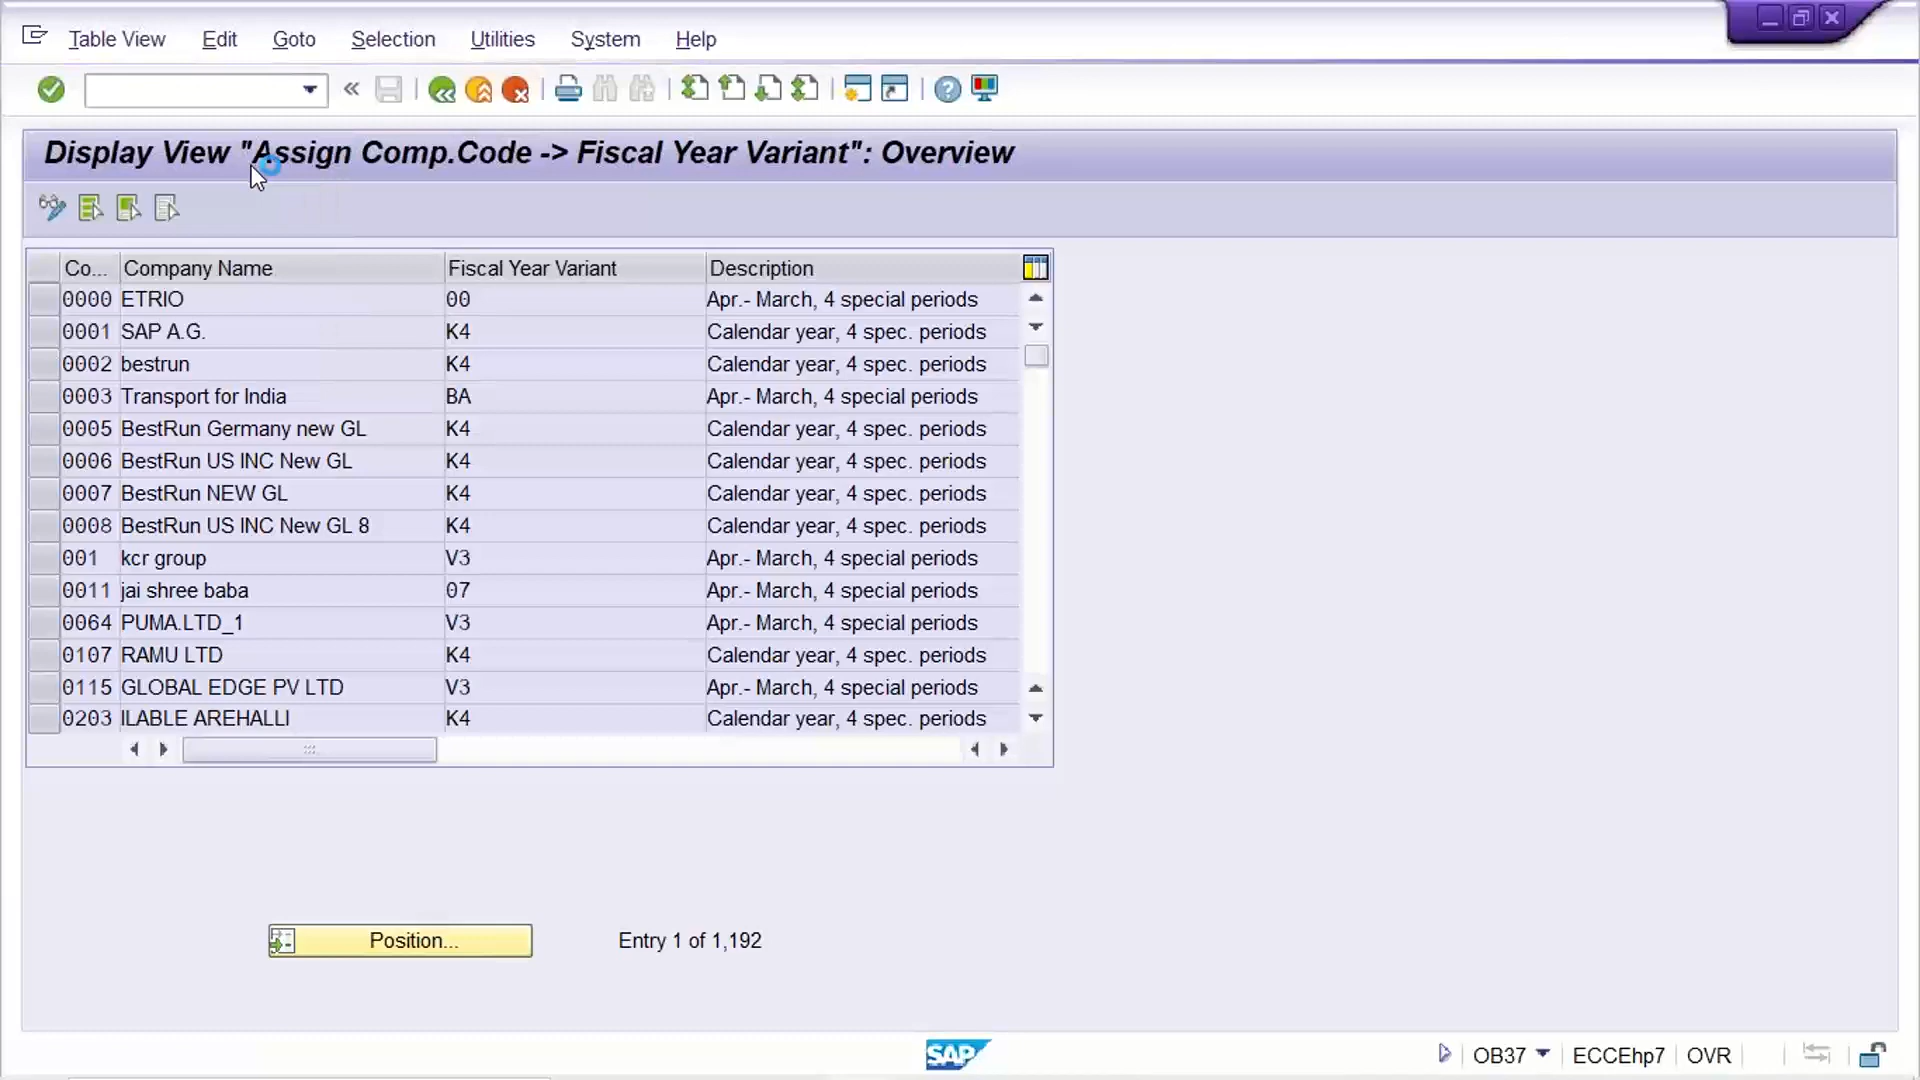 Table View Edit Goto Selection Utilities System Help
Display View "Assign Comp.Code -> Fiscal Year Variant": Overview
Co... Company Name Fiscal Year Variant Description
0000 ETRIO 00 Apr.- March, 4 special periods
0001 SAP A.G. K4 Calendar year, 4 spec. periods
0002 bestrun K4 Calendar year, 4 spec. periods
0003 Transport for India BA Apr.- March, 4 special periods
0005 BestRun Germany new GL K4 Calendar year, 4 spec. periods
0006 BestRun US INC New GL K4 Calendar year, 4 spec. periods
0007 BestRun NEW GL K4 Calendar year, 4 spec. periods
0008 BestRun US INC New GL 8 K4 Calendar year, 4 spec. periods
001 kcr group V3 Apr.- March, 4 special periods
0011 jai shree baba 07 Apr.- March, 4 special periods
0064 PUMA.LTD_1 V3 Apr.- March, 4 special periods
0107 RAMU LTD K4 Calendar year, 4 spec. periods
0115 GLOBAL EDGE PV LTD V3 Apr.- March, 4 special periods
0203 ILABLE AREHALLI K4 Calendar year, 4 spec. periods
Position... Entry 1 of 1,192
SAP OB37 ECCEhp7 OVR